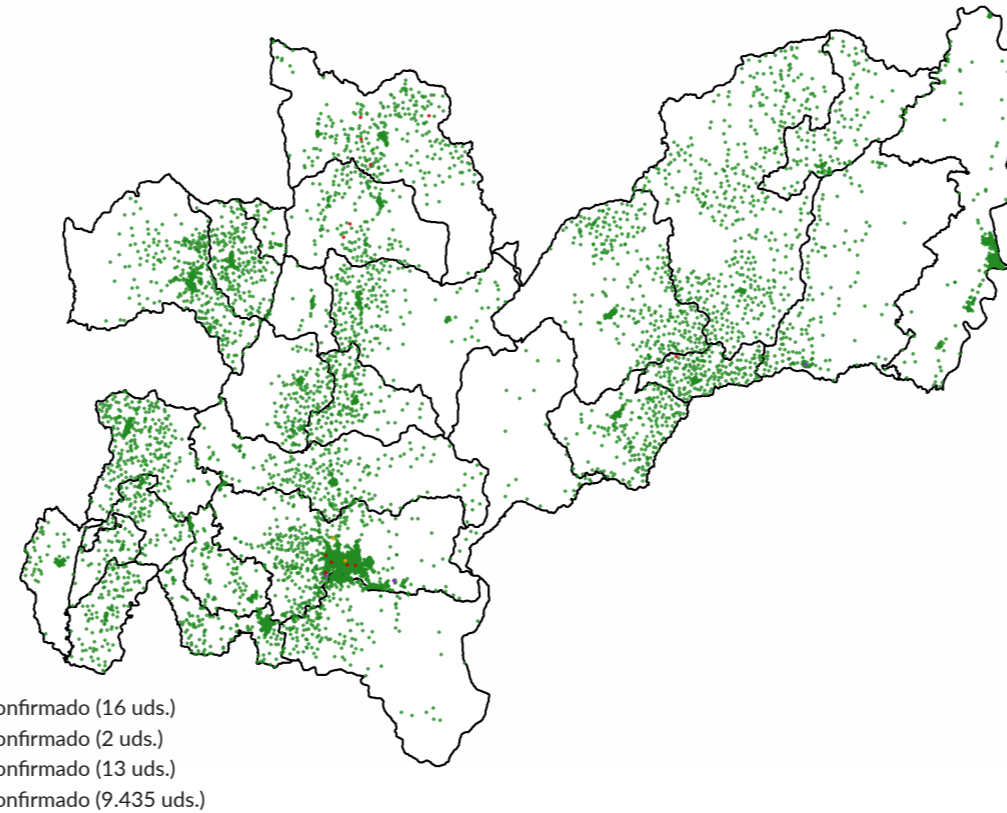 onfirmado (16 uds.)
onfirmado (2 uds.)
onfirmado (13 uds.)
onfirmado (9.435 uds.)